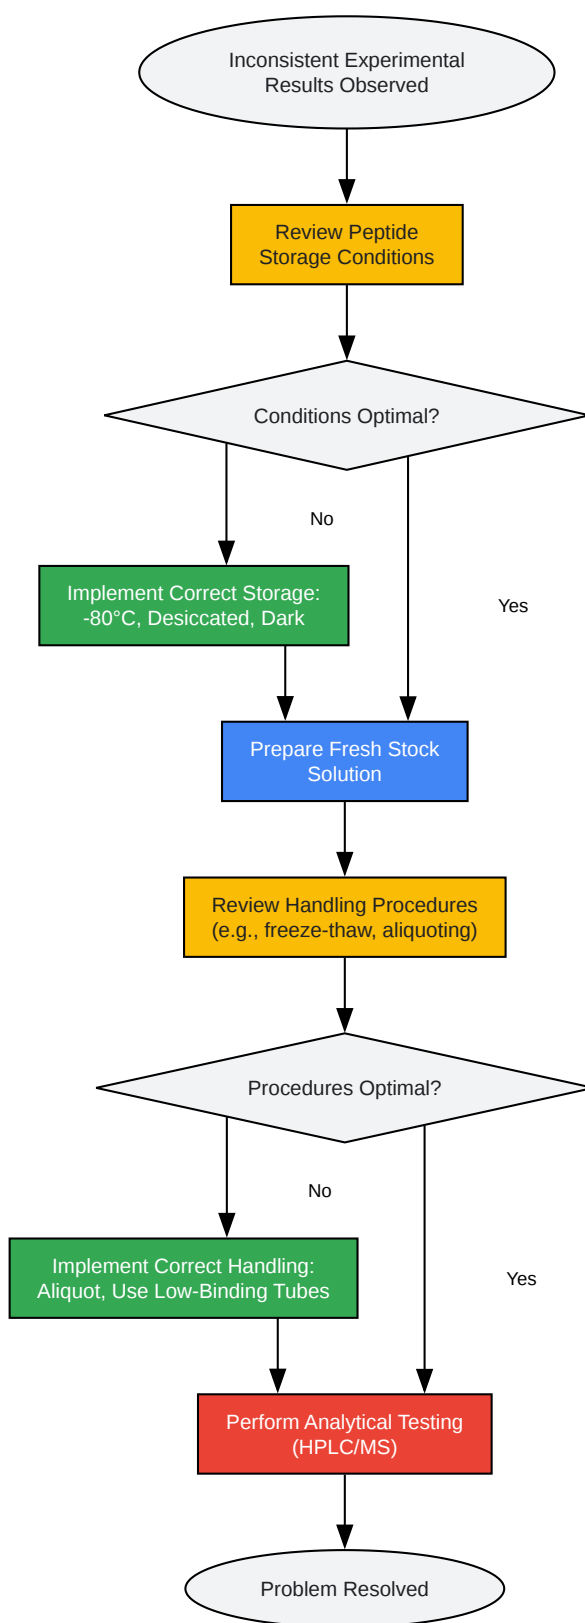 Inconsistent Experimental
Results Observed
Review Peptide
Storage Conditions
Conditions Optimal?
No
Implement Correct Storage:
-80°C, Desiccated, Dark
Yes
Prepare Fresh Stock
Solution
Review Handling Procedures
(e.g., freeze-thaw, aliquoting)
Procedures Optimal?
No
Implement Correct Handling:
Aliquot, Use Low-Binding Tubes
Yes
Perform Analytical Testing
(HPLC/MS)
Problem Resolved